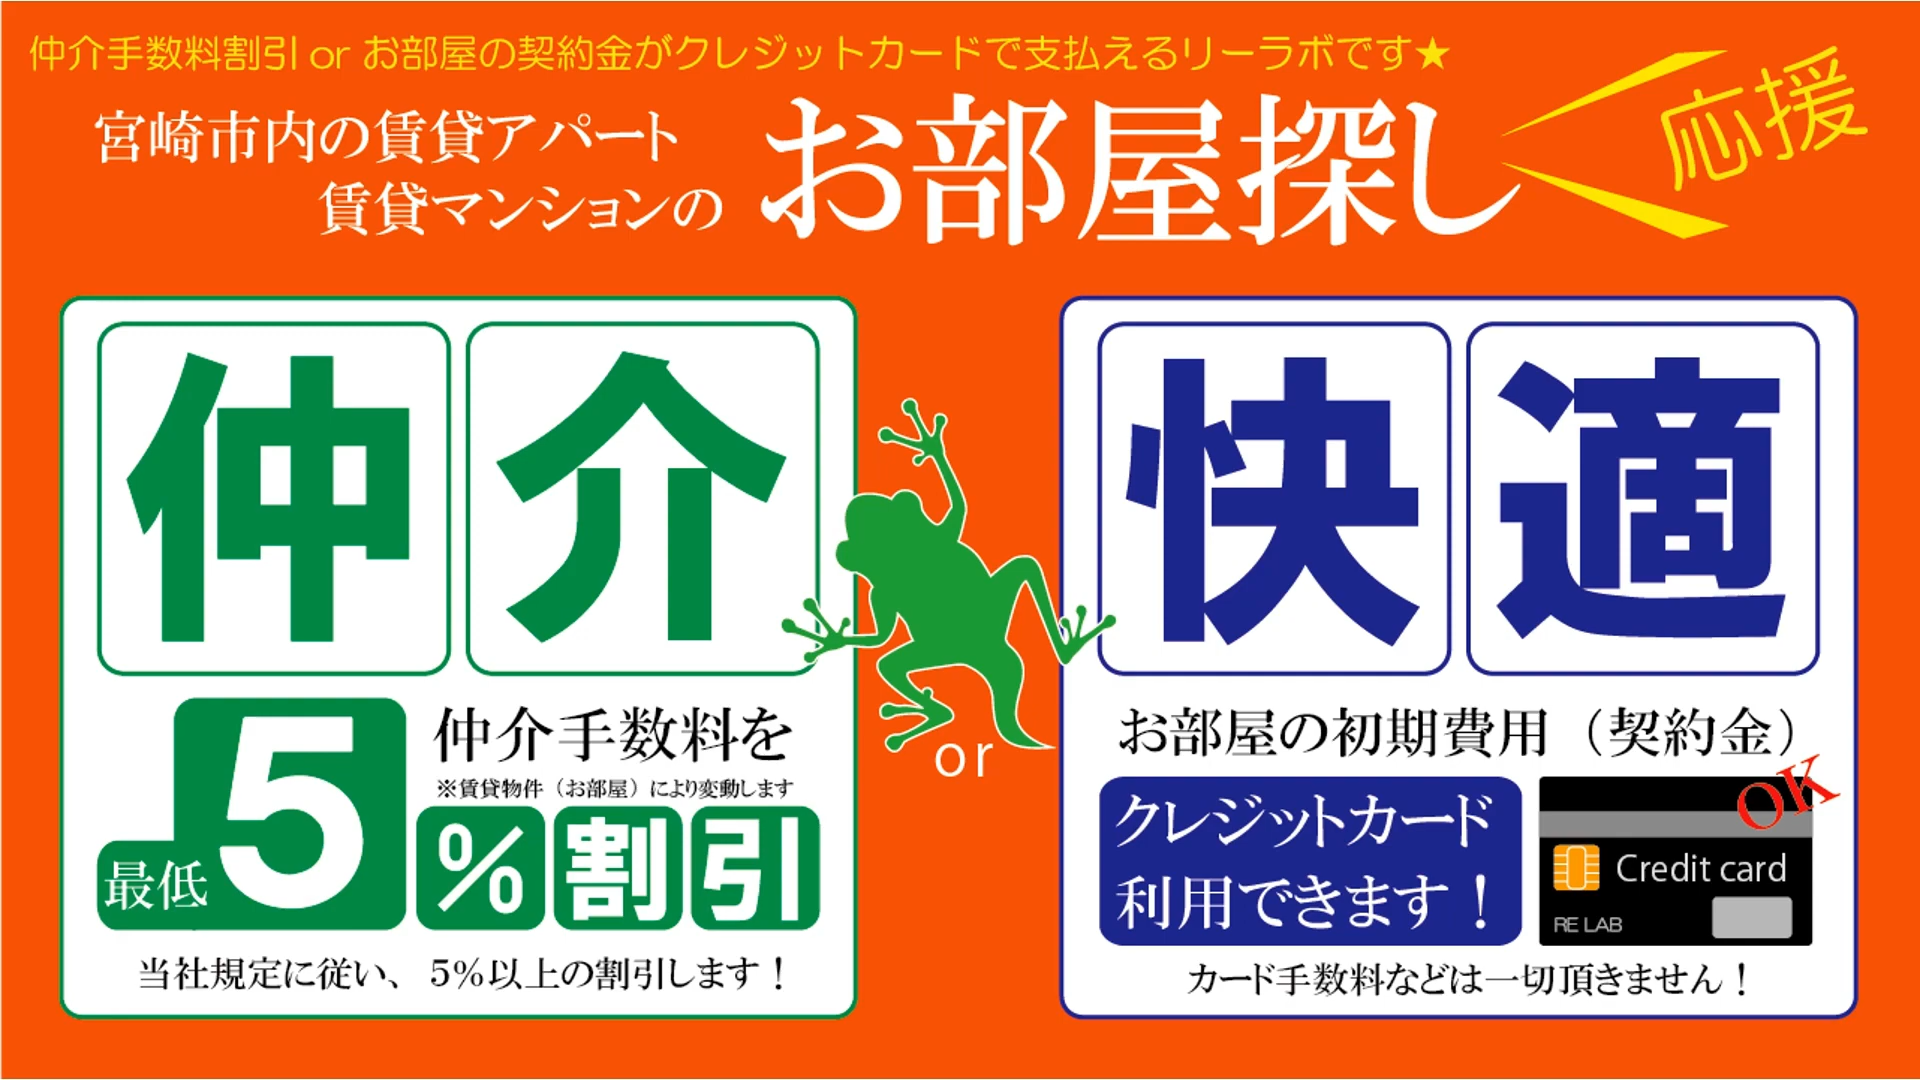 仲介手数料割引 or お部屋の契約金がクレジットカードで支払えるリーラボです★
宮崎市内の賃貸アパート
賃貸マンションの
お部屋探し
応援
仲介
最低5%割引
仲介手数料を
※賃貸物件（お部屋）により変動します
当社規定に従い、5%以上の割引します！
or
快適
お部屋の初期費用（契約金）
クレジットカード
利用できます！
OK
Credit card
RE LAB
カード手数料などは一切頂きません！